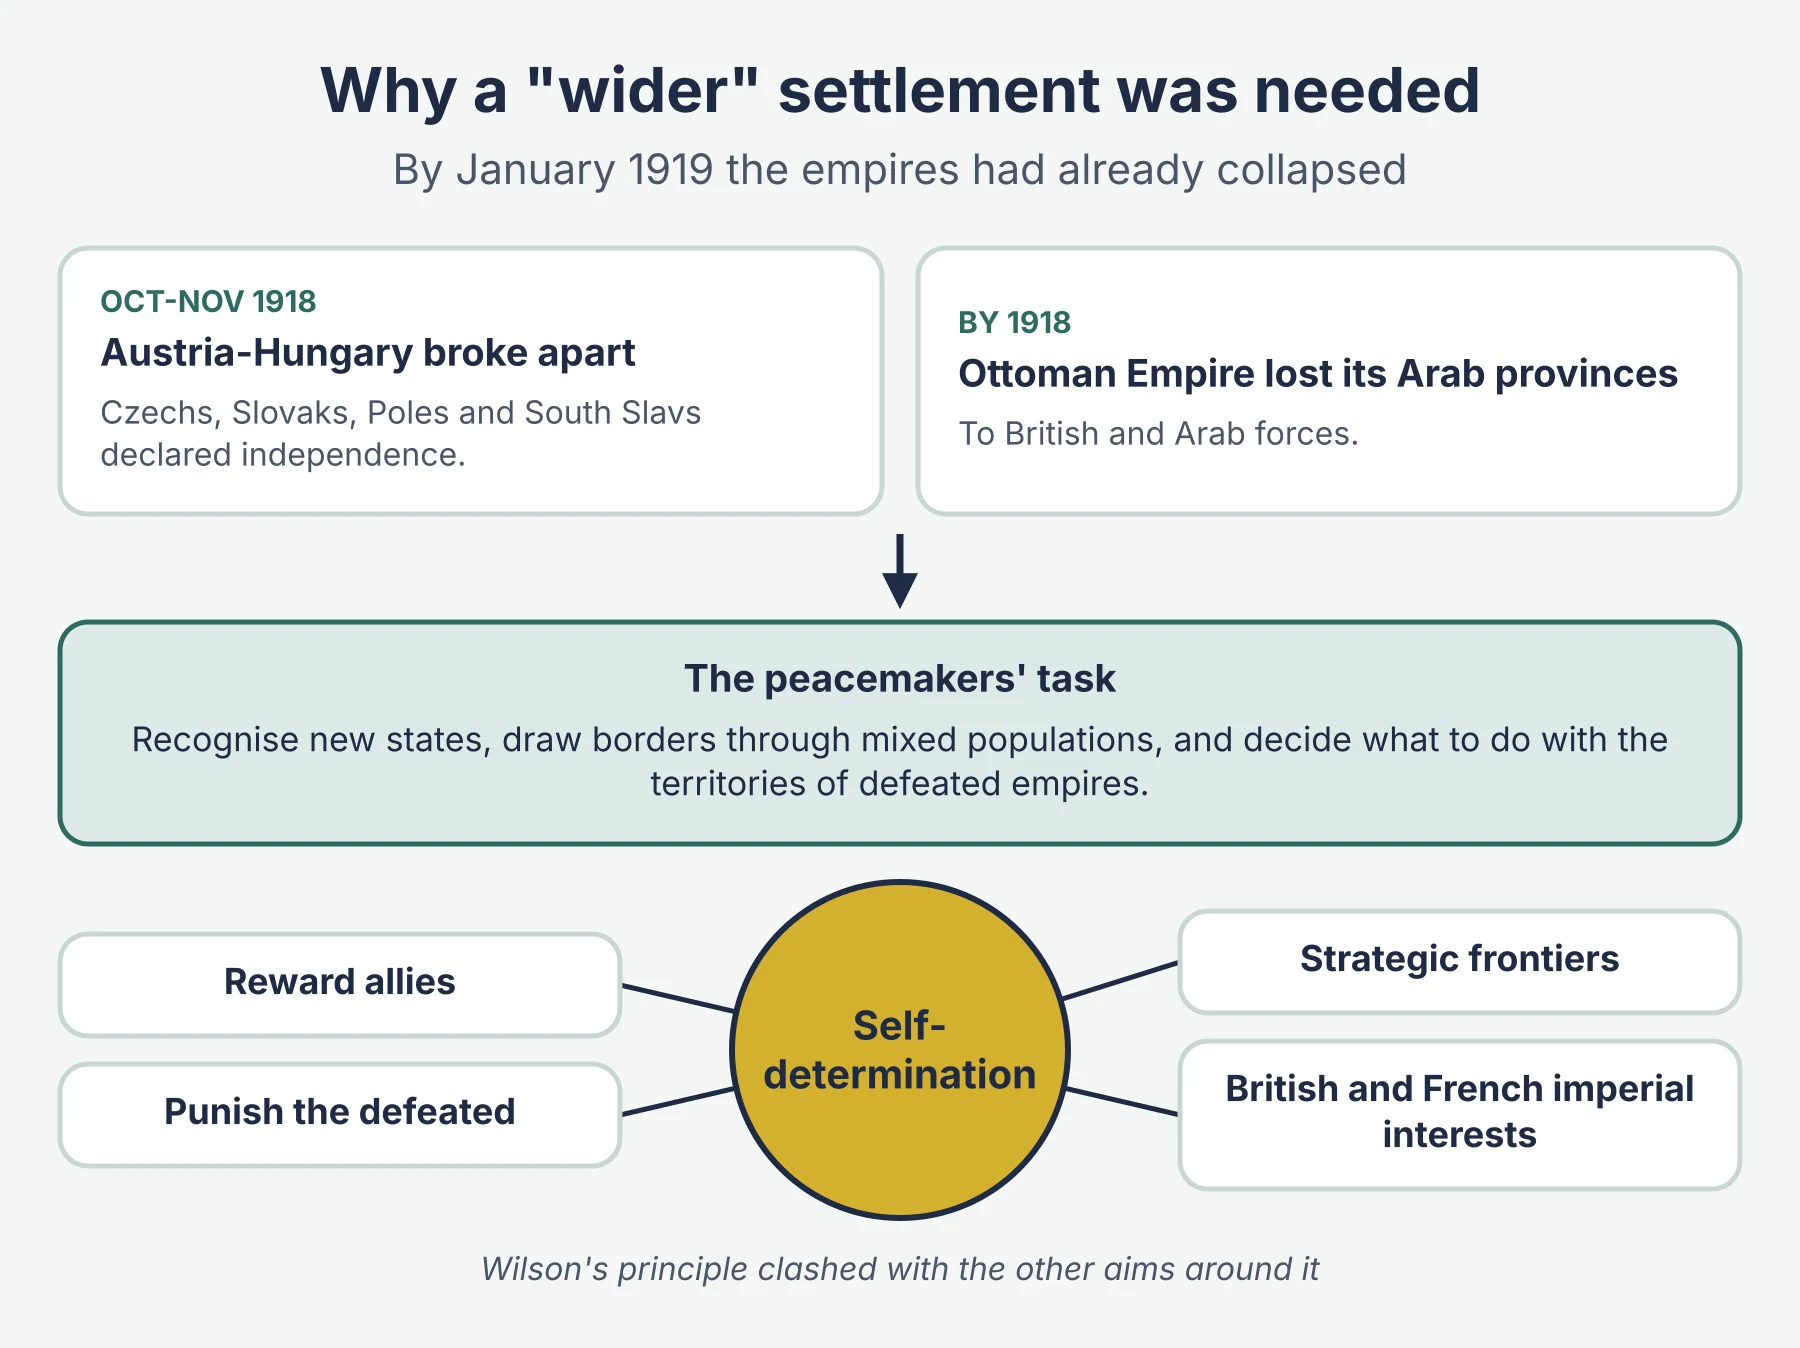 Why a "wider" settlement was needed
By January 1919 the empires had already collapsed
OCT-NOV 1918
Austria-Hungary broke apart
Czechs, Slovaks, Poles and South Slavs
declared independence.
BY 1918
Ottoman Empire lost its Arab provinces
To British and Arab forces.
The peacemakers' task
Recognise new states, draw borders through mixed populations, and decide what to do with the
territories of defeated empires.
Reward allies
Punish the defeated
Self-
determination
Strategic frontiers
British and French imperial
interests
Wilson's principle clashed with the other aims around it